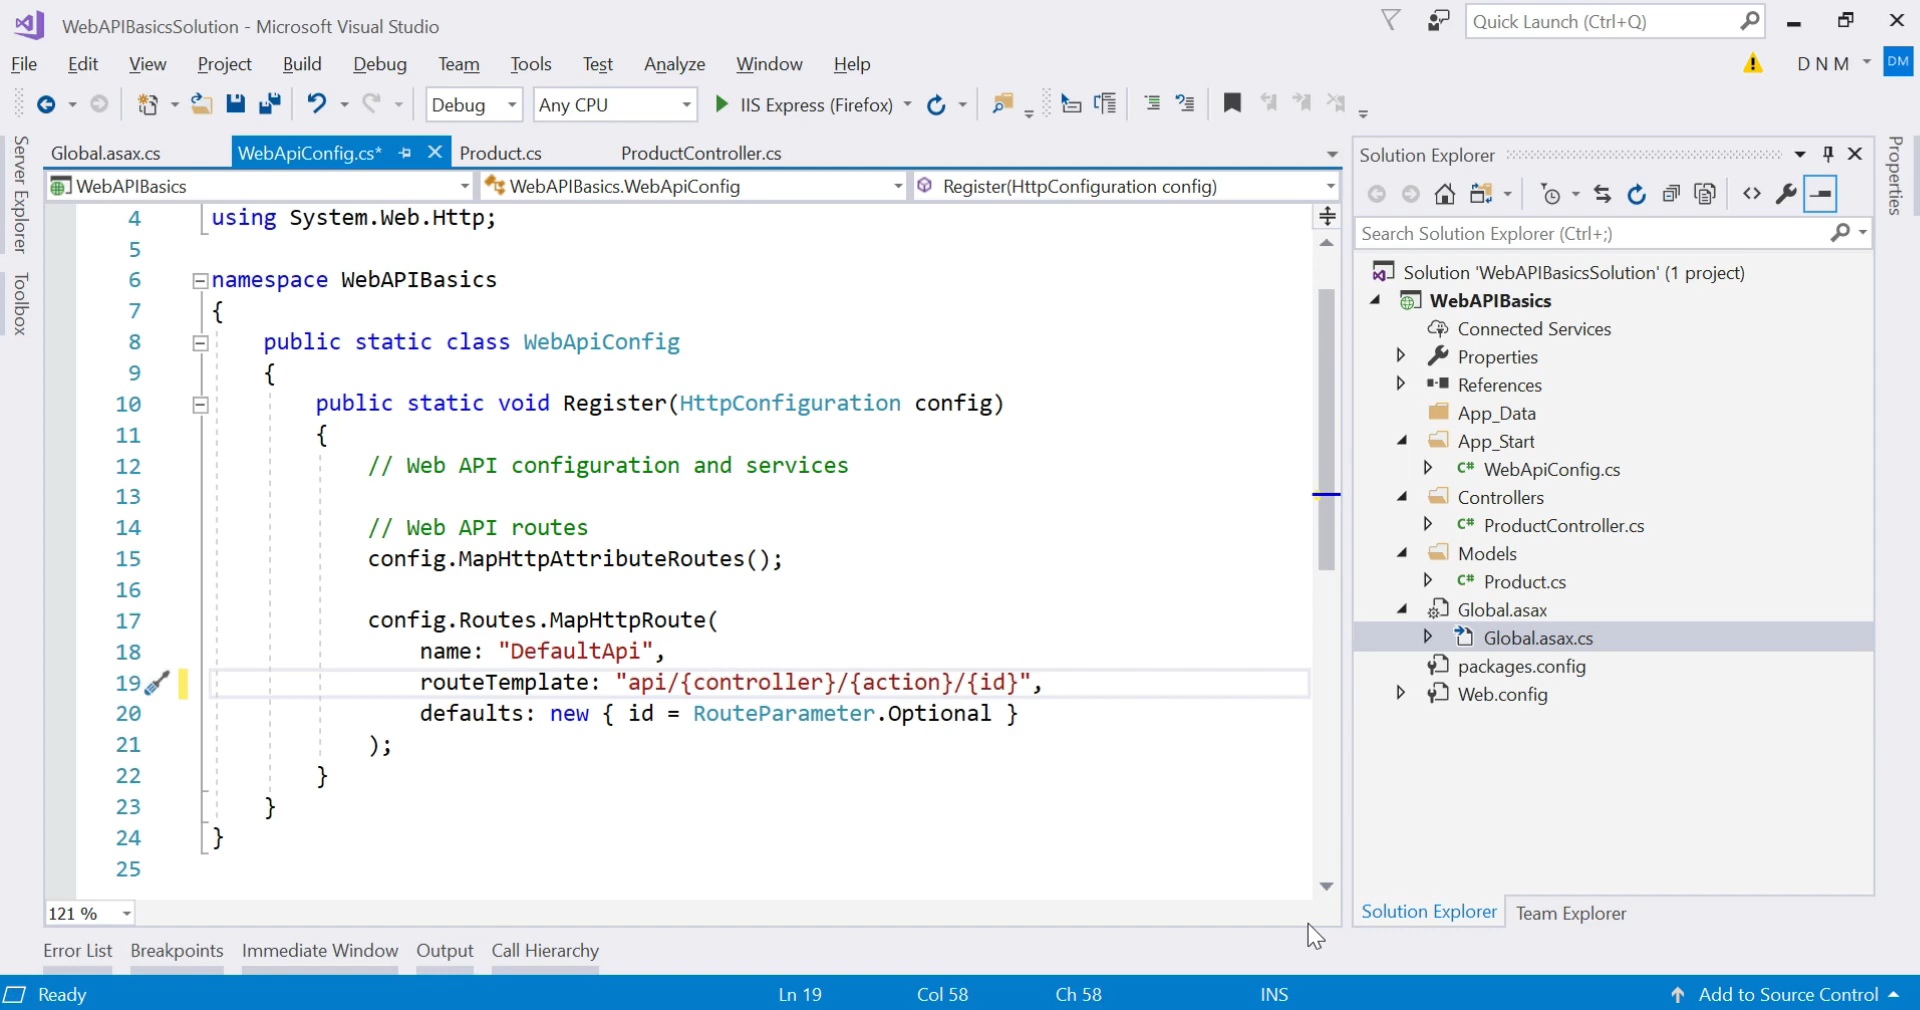 WebAPIBasicsSolution - Microsoft Visual Studio
Quick Launch (Ctrl+Q)
File Edit View Project Build Debug Team Tools Test Analyze Window Help
D N M
DM
Debug Any CPU IIS Express (Firefox)
Server Explorer
Toolbox
Global.asax.cs WebApiConfig.cs* Product.cs ProductController.cs
WebAPIBasics WebAPIBasics.WebApiConfig Register(HttpConfiguration config)
4 using System.Web.Http;
5
6 namespace WebAPIBasics
7 {
8 public static class WebApiConfig
9 {
10 public static void Register(HttpConfiguration config)
11 {
12 // Web API configuration and services
13
14 // Web API routes
15 config.MapHttpAttributeRoutes();
16
17 config.Routes.MapHttpRoute(
18 name: "DefaultApi",
19 routeTemplate: "api/{controller}/{action}/{id}",
20 defaults: new { id = RouteParameter.Optional }
21 );
22 }
23 }
24 }
25
121 %
Solution Explorer
Properties
Search Solution Explorer (Ctrl+;)
Solution 'WebAPIBasicsSolution' (1 project)
WebAPIBasics
Connected Services
Properties
References
App_Data
App_Start
C# WebApiConfig.cs
Controllers
C# ProductController.cs
Models
C# Product.cs
Global.asax
Global.asax.cs
packages.config
Web.config
Solution Explorer Team Explorer
Error List Breakpoints Immediate Window Output Call Hierarchy
Ready Ln 19 Col 58 Ch 58 INS Add to Source Control